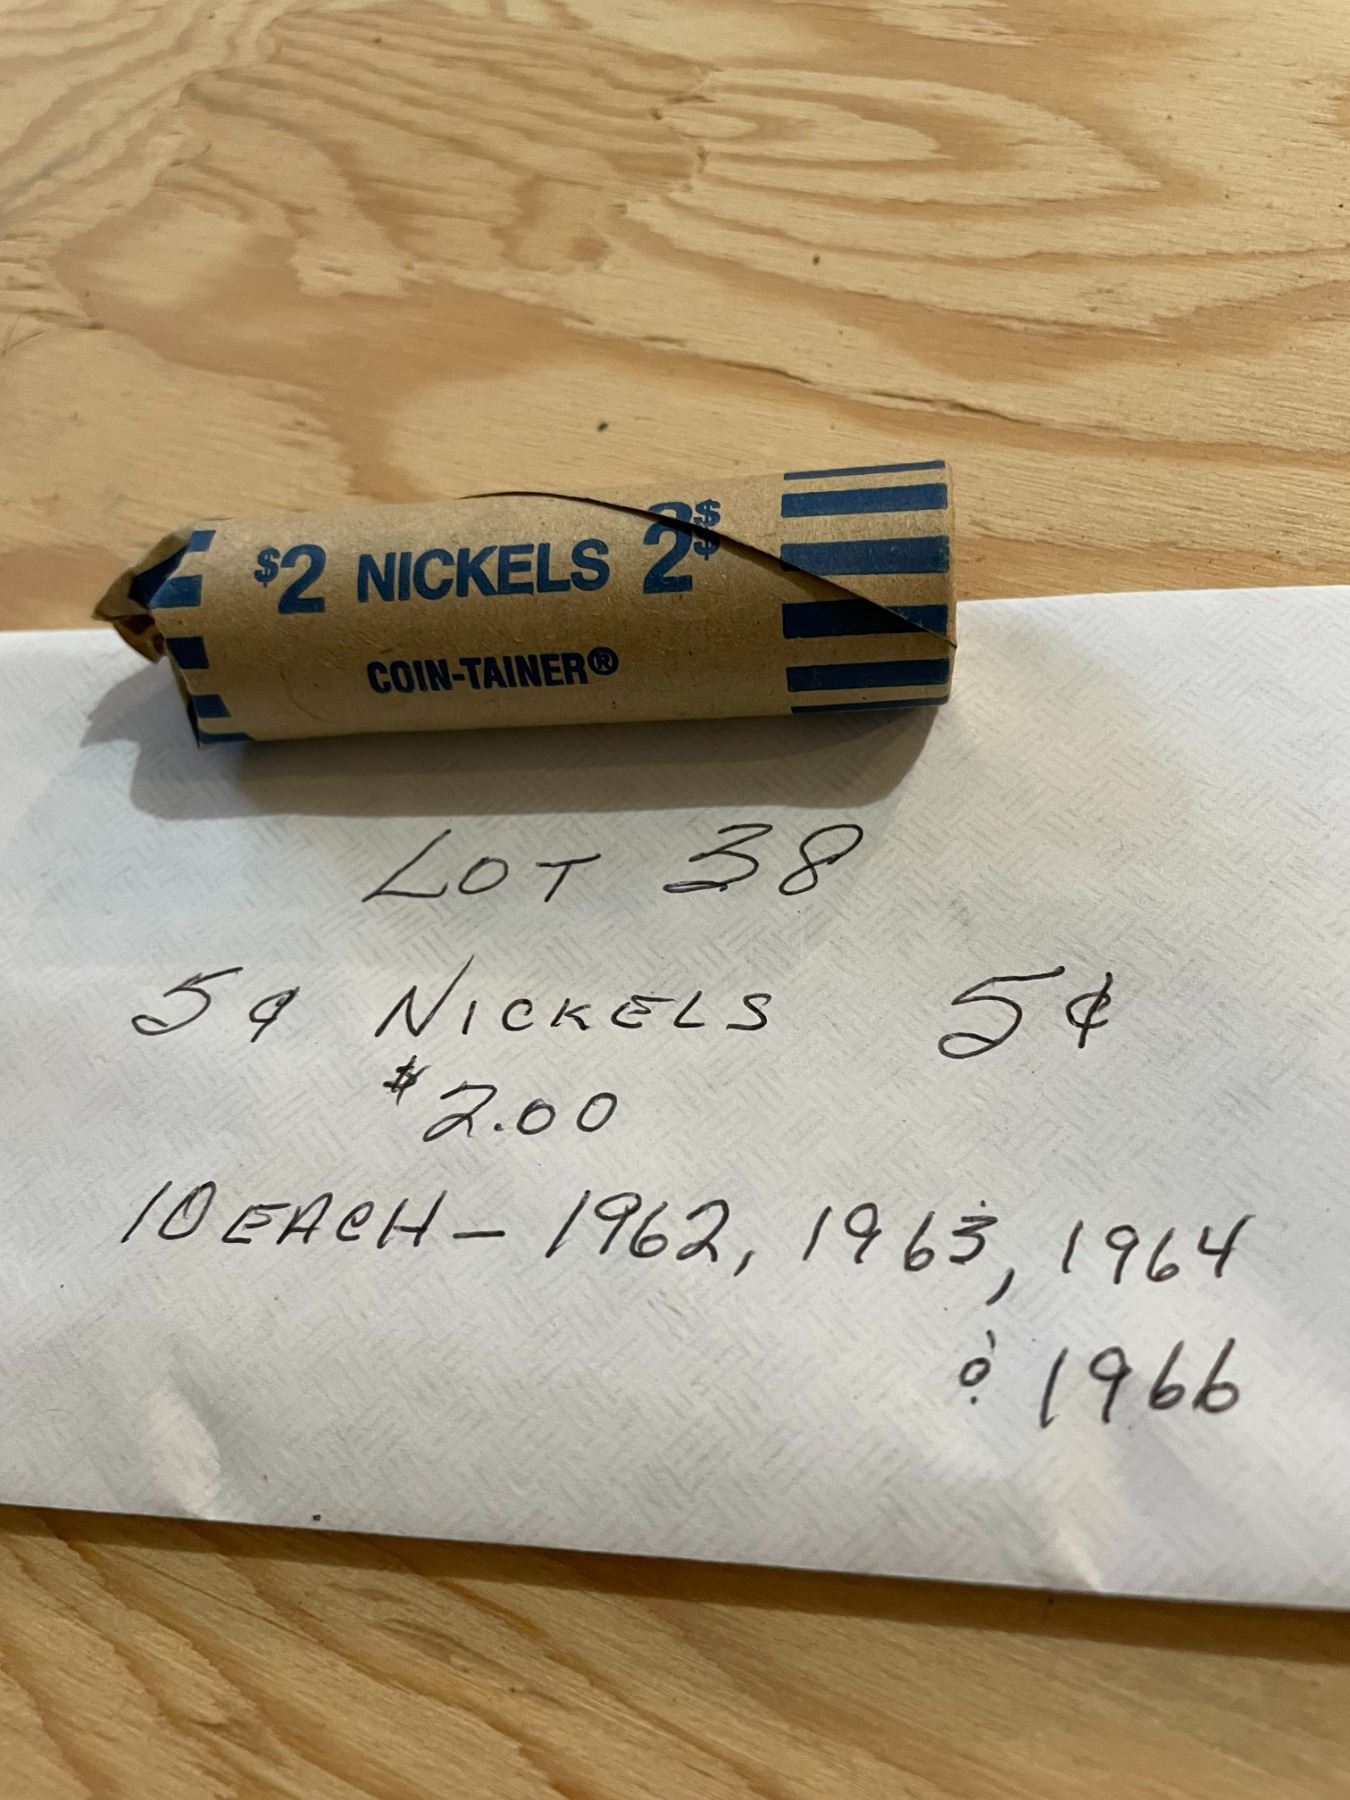 $2 NICKELS 2$
COIN-TAINER®
LOT 38
5¢ NICKELS 5¢
$2.00
10 EACH - 1962, 1963, 1964
& 1966